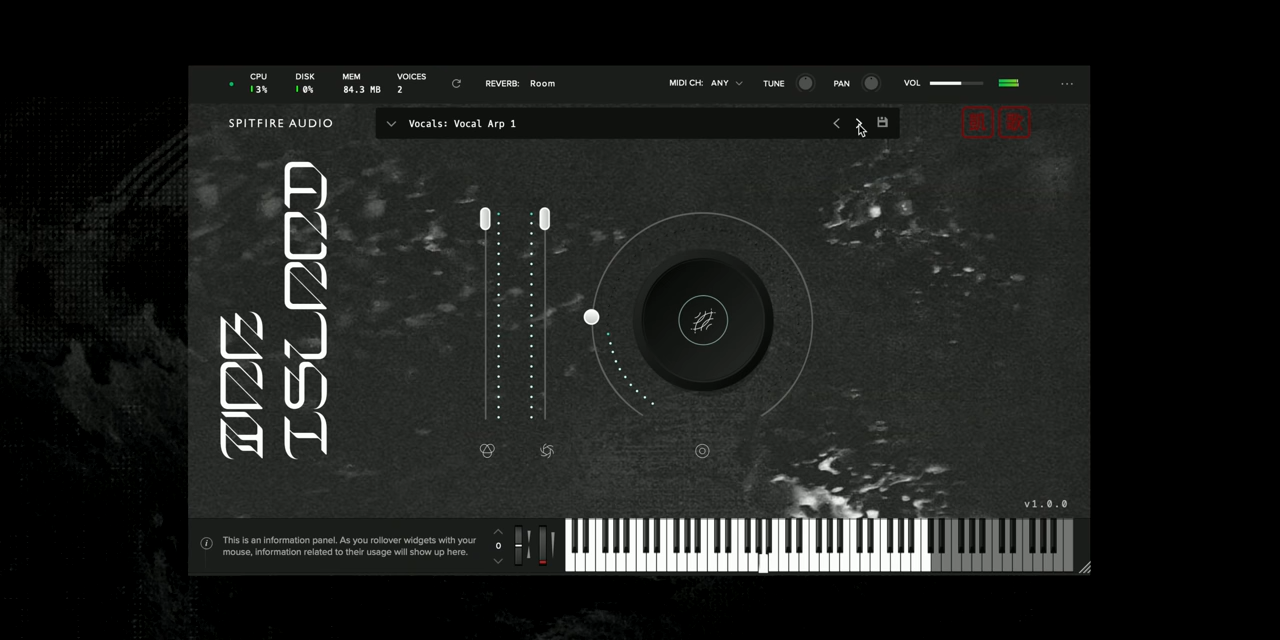 CPU
DISK
MEM
VOICES
3%
0%
84.3 MB
2
REVERB: Room
MIDI CH: ANY
TUNE
PAN
VOL
SPITFIRE AUDIO
Vocals: Vocal Arp 1
ISLAND
v1.0.0
This is an information panel. As you rollover widgets with your
mouse, information related to their usage will show up here.
0